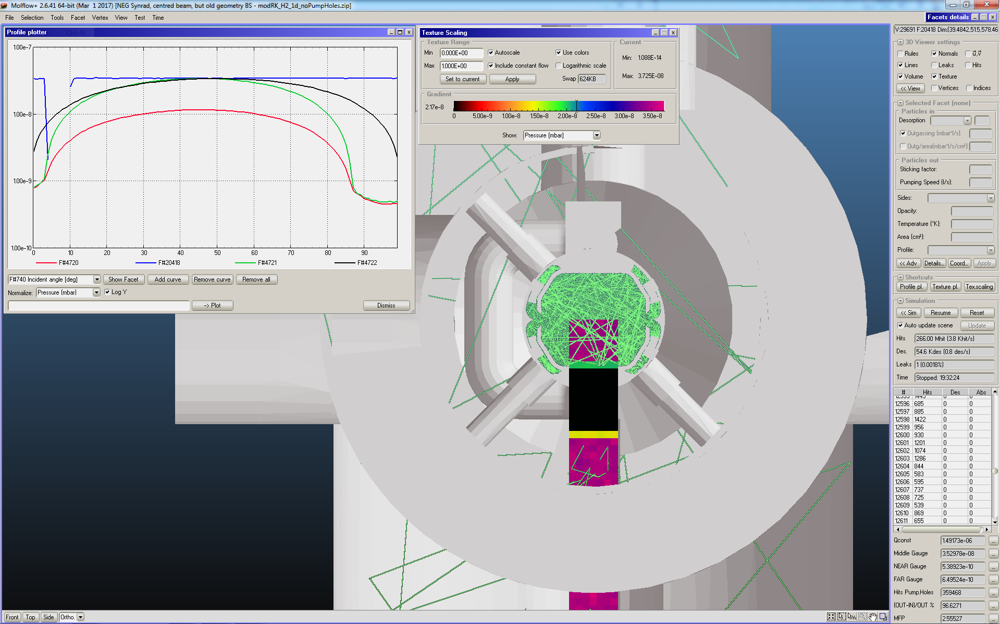 Molflow+ 2.6.41 64-bit (Mar  1 2017) [NEG Synrad, centred beam, but old geometry BS - modRK_H2_1d_noPumpHoles.zip]
File Selection Tools Facet Vertex View Test Time
Profile plotter
Ctrl+N
1.00e-7
1.00e-8
1.00e-9
1.00e-10
0 10 20 30 40 50 60 70 80 90
F#4720 F#20418 F#4721 F#4722
F#740 Incident angle [deg] Show Facet Add curve Remove curve Remove all
Normalize: Pressure (mbar) Log Y
-> Plot Dismiss
Texture Scaling
Texture Range
Min 0.000E+00 Autoscale Use colors
Max 1.000E+00 Include constant flow Logarithmic scale
Set to current Apply Swap 624KB
Current
Min: 1.088E-14
Max: 3.725E-08
Gradient
2.17e-8
0 5.00e-9 1.00e-8 1.50e-8 2.00e-8 2.50e-8 3.00e-8 3.50e-8
Show: Pressure [mbar]
Facets details
V:29691 F:20418 Dim:(39.4842,515,578.46
3D Viewer settings
Rules Normals u,v
Lines Leaks Hits
Volume Texture
<< View Vertices Indices
Selected Facet (none)
Particles in
Desorption
Outgassing (mbar*l/s):
Outg/area(mbar*l/s/cm²):
Particles out
Sticking factor:
Pumping Speed (l/s):
Sides:
Opacity:
Temperature (°K):
Area (cm²):
Profile:
<< Adv Details... Coord... Apply
Shortcuts
Profile pl. Texture pl. Tex.scaling
Simulation
<< Sim Resume Reset
Auto update scene Update
Hits 266.00 Mhit (3.8 Khit/s)
Des. 54.6 Kdes (0.8 des/s)
Leaks 1 (0.0018%)
Time Stopped: 19:32:24
# Hits Des Abs
12596 685 0 0
12597 885 0 0
12598 1422 0 0
12599 956 0 0
12600 930 0 0
12601 1201 0 0
12602 1074 0 0
12603 1286 0 0
12604 844 0 0
12605 583 0 0
12606 595 0 0
12607 737 0 0
12608 725 0 0
12609 539 0 0
12610 869 0 0
12611 655 0 0
Qconst 1.49173e-06 ...
Middle Gauge 3.52978e-08 ...
NEAR Gauge 5.38923e-10 ...
FAR Gauge 6.49524e-10 ...
Hits Pump.Holes 359468 ...
(OUT-IN)/OUT % 96.6271 ...
MFP 2.55527 ...
Front Top Side Ortho.